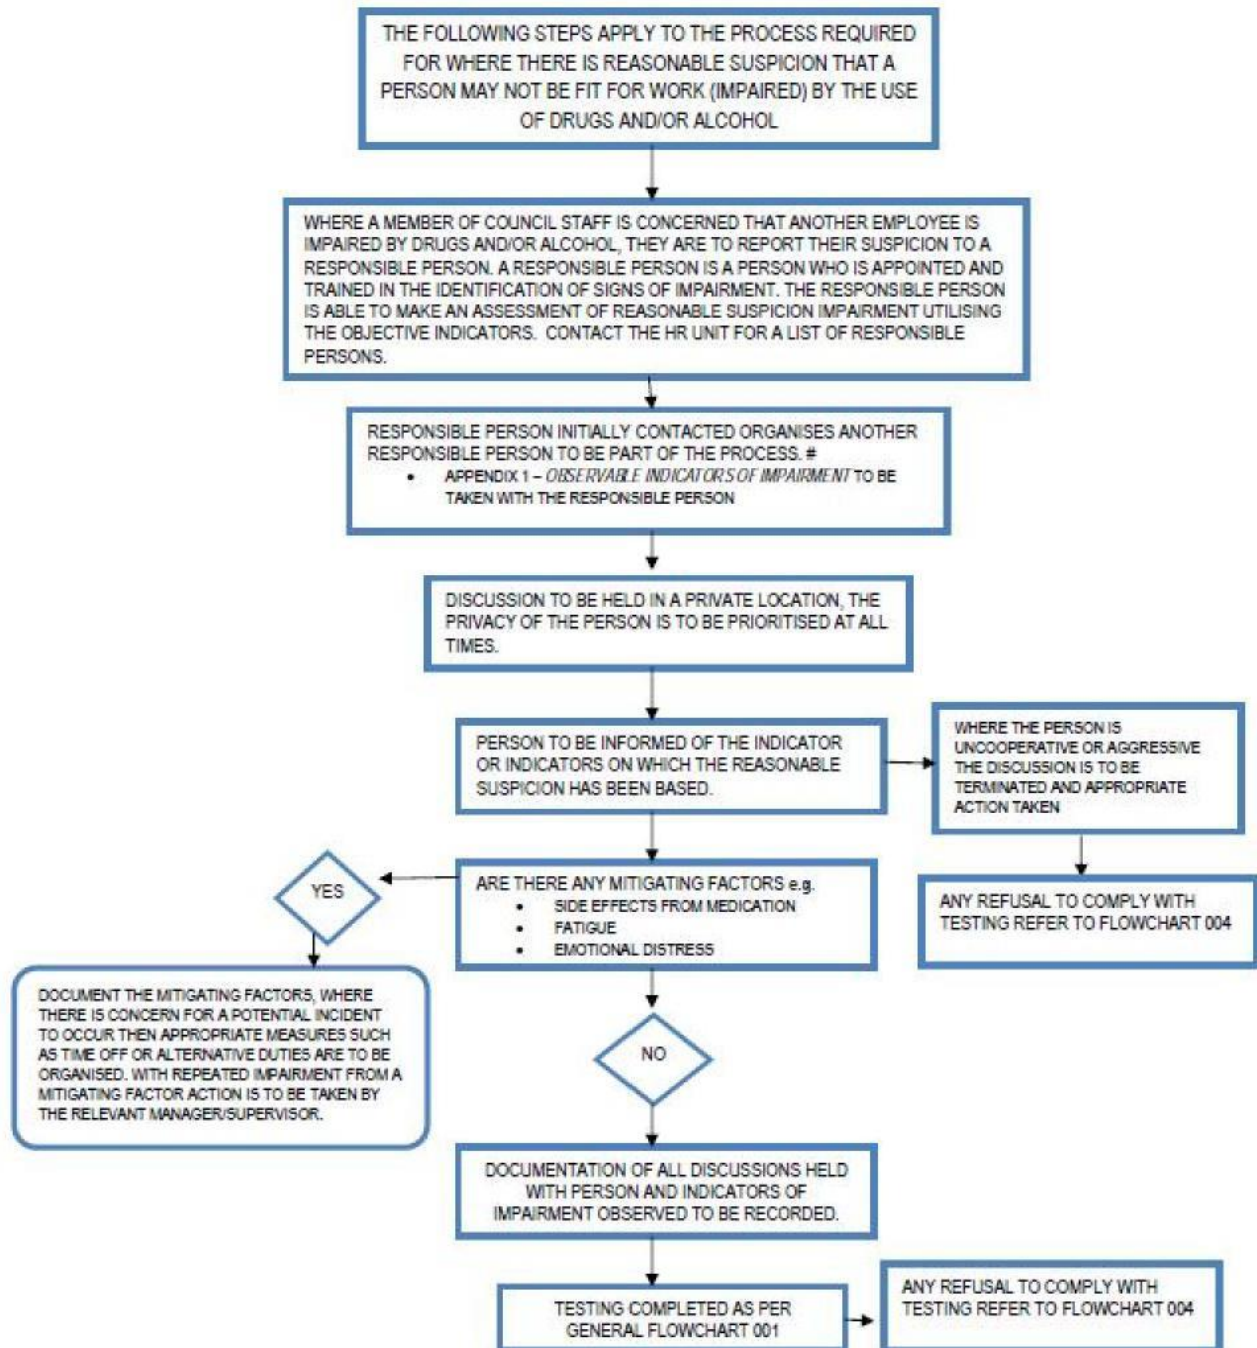 THE FOLLOWING STEPS APPLY TO THE PROCESS REQUIRED
FOR WHERE THERE IS REASONABLE SUSPICION THAT A
PERSON MAY NOT BE FIT FOR WORK (IMPAIRED) BY THE USE
OF DRUGS AND/OR ALCOHOL
WHERE A MEMBER OF COUNCIL STAFF IS CONCERNED THAT ANOTHER EMPLOYEE IS
IMPAIRED BY DRUGS AND/OR ALCOHOL, THEY ARE TO REPORT THEIR SUSPICION TO A
RESPONSIBLE PERSON. A RESPONSIBLE PERSON IS A PERSON WHO IS APPOINTED AND
TRAINED IN THE IDENTIFICATION OF SIGNS OF IMPAIRMENT. THE RESPONSIBLE PERSON
IS ABLE TO MAKE AN ASSESSMENT OF REASONABLE SUSPICION IMPAIRMENT UTILISING
THE OBJECTIVE INDICATORS. CONTACT THE HR UNIT FOR A LIST OF RESPONSIBLE
PERSONS.
RESPONSIBLE PERSON INITIALLY CONTACTED ORGANISES ANOTHER
RESPONSIBLE PERSON TO BE PART OF THE PROCESS. #
• APPENDIX 1 – OBSERVABLE INDICATORS OF IMPAIRMENT TO BE
TAKEN WITH THE RESPONSIBLE PERSON
DISCUSSION TO BE HELD IN A PRIVATE LOCATION, THE
PRIVACY OF THE PERSON IS TO BE PRIORITISED AT ALL
TIMES.
PERSON TO BE INFORMED OF THE INDICATOR
OR INDICATORS ON WHICH THE REASONABLE
SUSPICION HAS BEEN BASED.
WHERE THE PERSON IS
UNCOOPERATIVE OR AGGRESSIVE
THE DISCUSSION IS TO BE
TERMINATED AND APPROPRIATE
ACTION TAKEN
ANY REFUSAL TO COMPLY WITH
TESTING REFER TO FLOWCHART 004
ARE THERE ANY MITIGATING FACTORS e.g.
• SIDE EFFECTS FROM MEDICATION
• FATIGUE
• EMOTIONAL DISTRESS
YES
DOCUMENT THE MITIGATING FACTORS, WHERE
THERE IS CONCERN FOR A POTENTIAL INCIDENT
TO OCCUR THEN APPROPRIATE MEASURES SUCH
AS TIME OFF OR ALTERNATIVE DUTIES ARE TO BE
ORGANISED. WITH REPEATED IMPAIRMENT FROM A
MITIGATING FACTOR ACTION IS TO BE TAKEN BY
THE RELEVANT MANAGER/SUPERVISOR.
NO
DOCUMENTATION OF ALL DISCUSSIONS HELD
WITH PERSON AND INDICATORS OF
IMPAIRMENT OBSERVED TO BE RECORDED.
TESTING COMPLETED AS PER
GENERAL FLOWCHART 001
ANY REFUSAL TO COMPLY WITH
TESTING REFER TO FLOWCHART 004